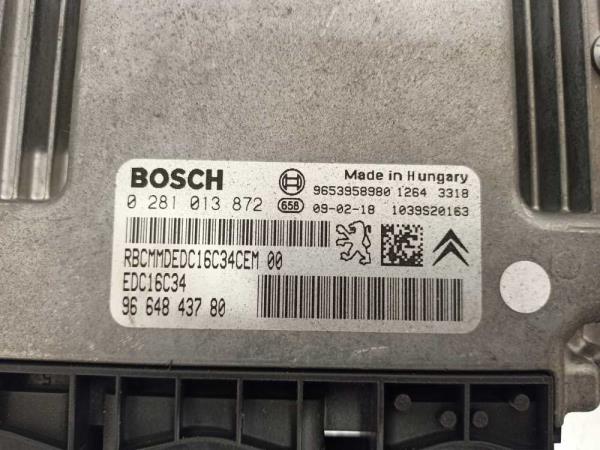 BOSCH
Made in Hungary
9653958980 1264 3318
0 281 013 872
658 09-02-18 1039S20163
RBCMMDEDC16C34CEM 00
EDC16C34
96 648 437 80